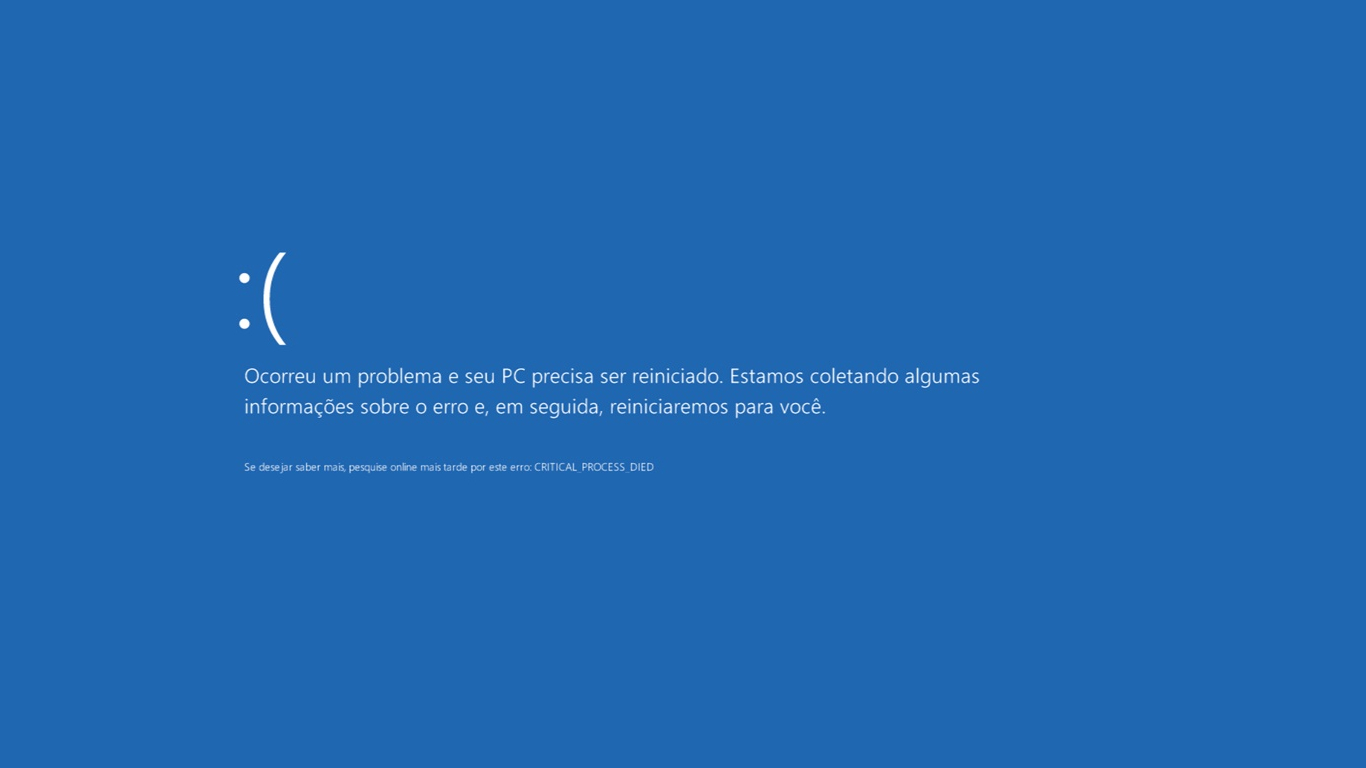 :(
Ocorreu um problema e seu PC precisa ser reiniciado. Estamos coletando algumas
informações sobre o erro e, em seguida, reiniciaremos para você.
Se desejar saber mais, pesquise online mais tarde por este erro: CRITICAL_PROCESS_DIED